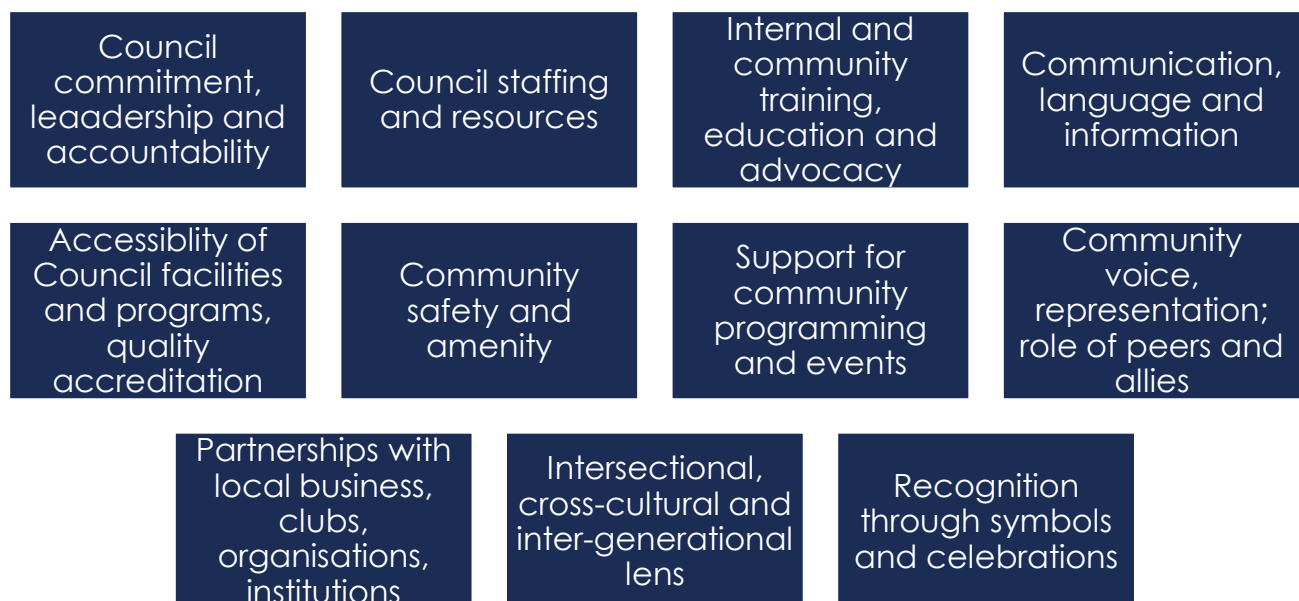 Council
commitment,
leaadership and
accountability
Council staffing
and resources
Internal and
community
training,
education and
advocacy
Communication,
language and
information
Accessiblity of
Council facilities
and programs,
quality
accreditation
Community
safety and
amenity
Support for
community
programming
and events
Community
voice,
representation;
role of peers and
allies
Partnerships with
local business,
clubs,
organisations,
institutions
Intersectional,
cross-cultural and
inter-generational
lens
Recognition
through symbols
and celebrations